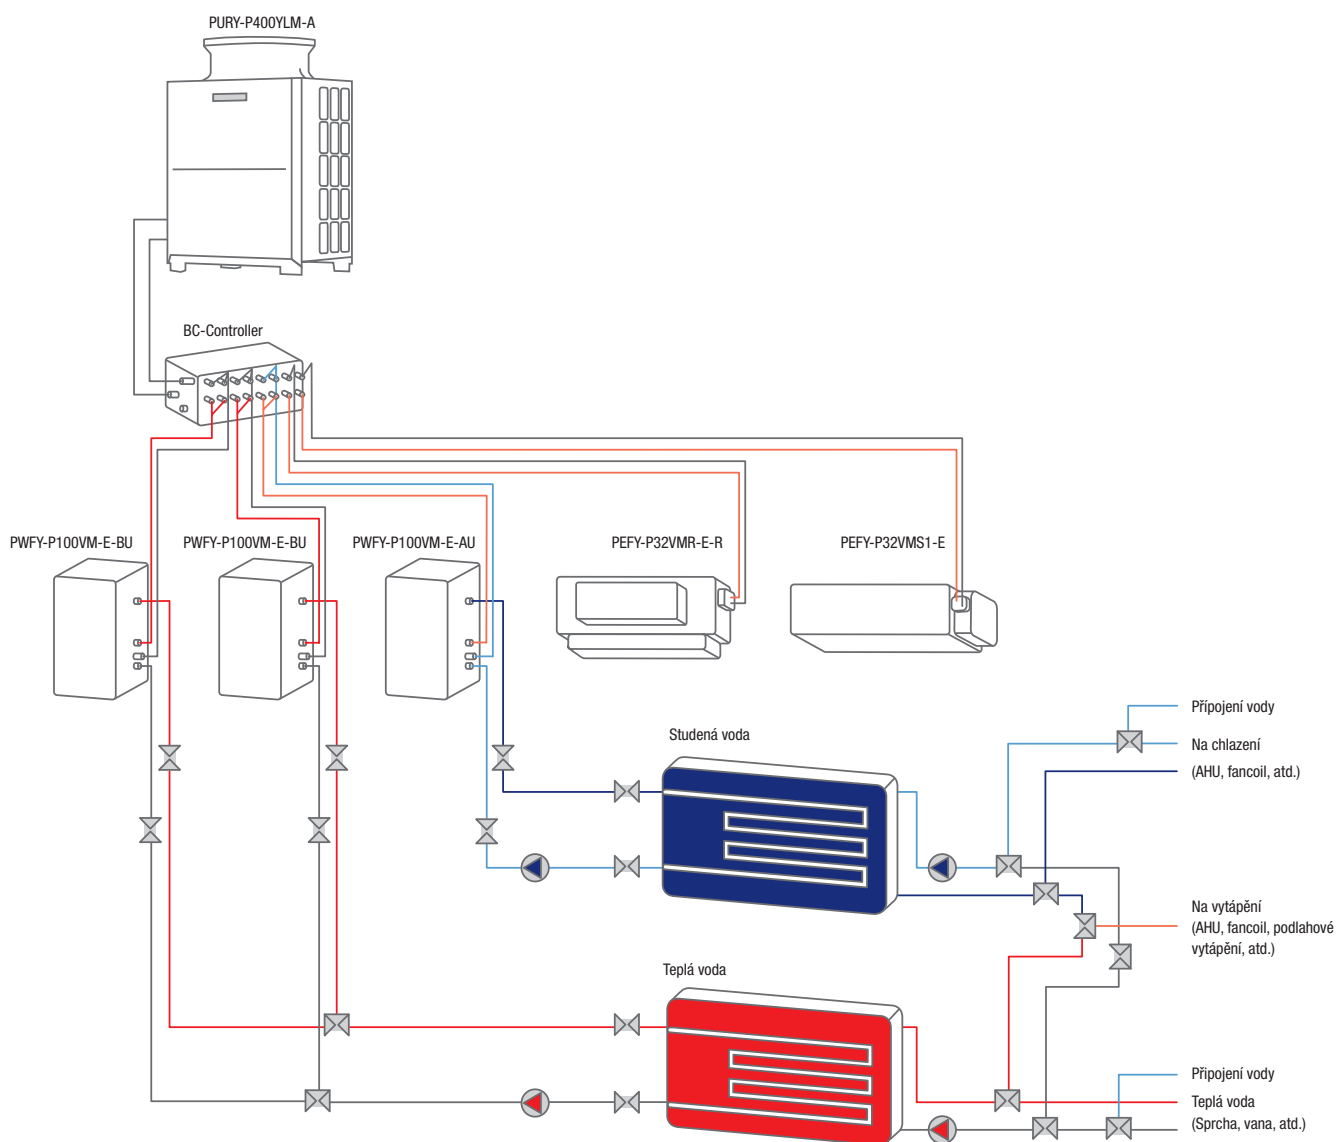 PURY-P400YLM-A
BC-Controller
PWFY-P100VM-E-BU
PWFY-P100VM-E-BU
PWFY-P100VM-E-AU
PEFY-P32VMR-E-R
PEFY-P32VMS1-E
Přípojení vody
Studená voda
Na chlazení
(AHU, fancoil, atd.)
Na vytápění
(AHU, fancoil, podlahové
vytápění, atd.)
Teplá voda
Připojení vody
Teplá voda
(Sprcha, vana, atd.)